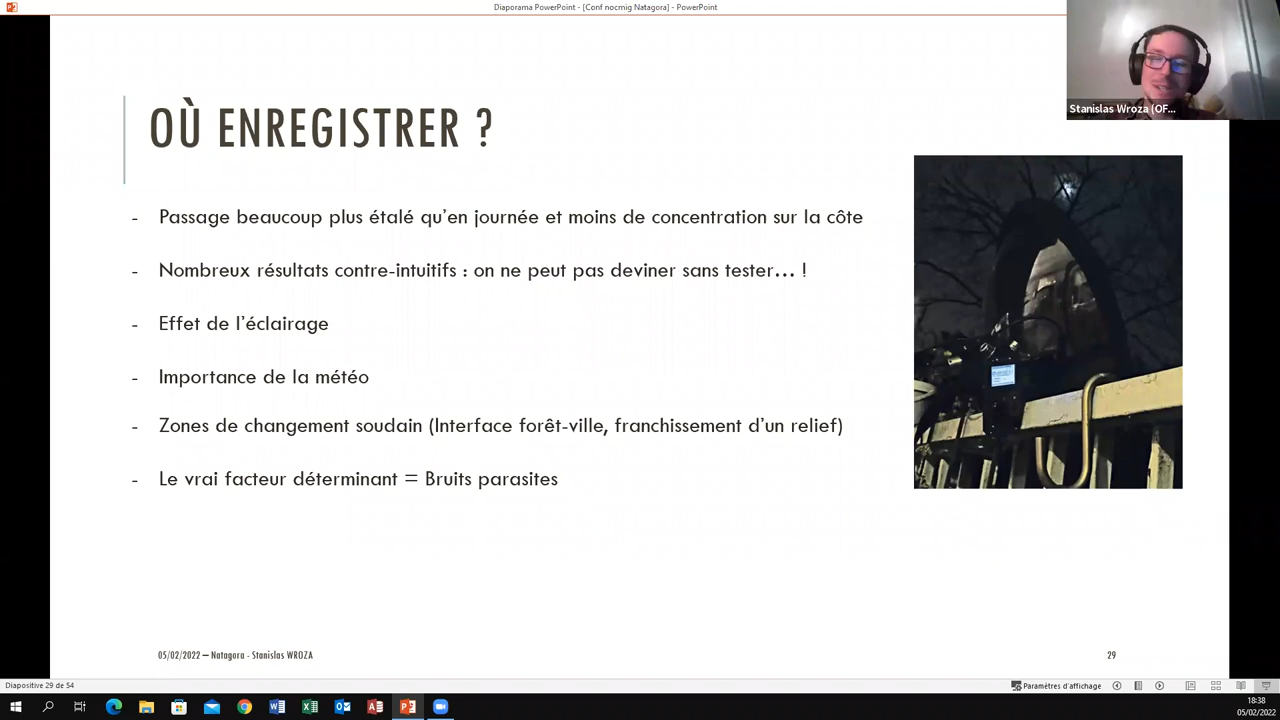 Diaporama PowerPoint - [Conf nocmig Natagora] - PowerPoint
Stanislas Wroza (OF...
OÙ ENREGISTRER ?
- Passage beaucoup plus étalé qu’en journée et moins de concentration sur la côte
- Nombreux résultats contre-intuitifs : on ne peut pas deviner sans tester… !
- Effet de l’éclairage
- Importance de la météo
- Zones de changement soudain (Interface forêt-ville, franchissement d’un relief)
- Le vrai facteur déterminant = Bruits parasites
05/02/2022 – Natagora - Stanislas WROZA
29
Diapositive 29 de 54
Paramètres d'affichage
18:38
05/02/2022